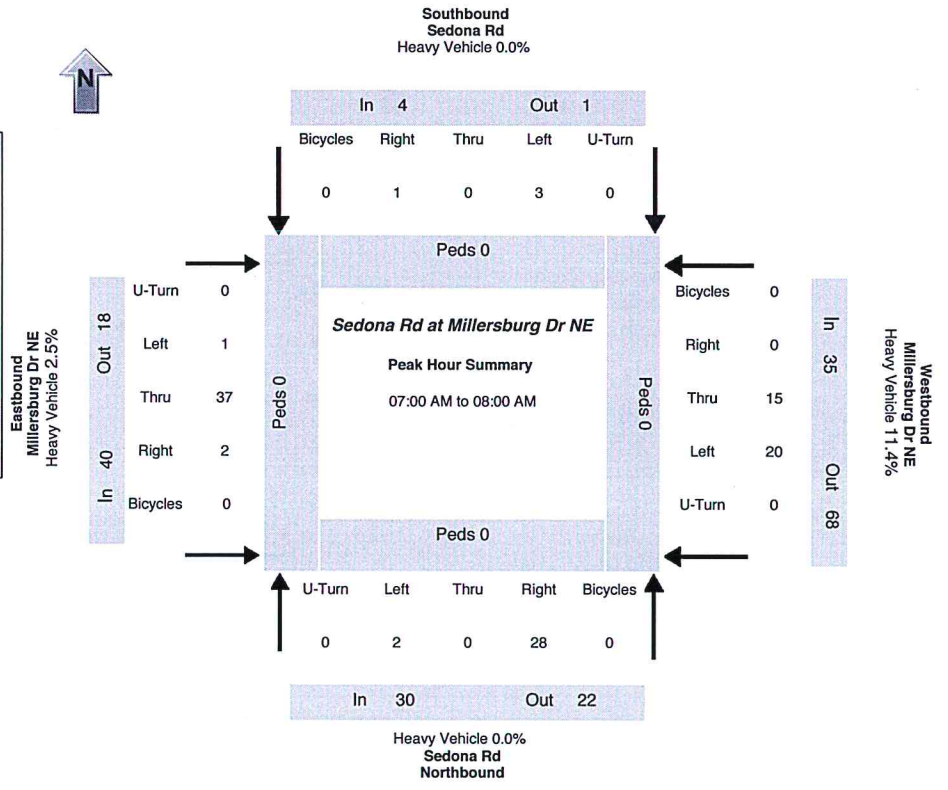 Southbound
Sedona Rd
Heavy Vehicle 0.0%
N
In 4 Out 1
Bicycles Right Thru Left U-Turn
0 1 0 3 0
Peds 0
Eastbound
Millersburg Dr NE
Heavy Vehicle 2.5%
In 40 Out 18
U-Turn 0
Left 1
Thru 37
Right 2
Bicycles 0
Peds 0
Sedona Rd at Millersburg Dr NE
Peak Hour Summary
07:00 AM to 08:00 AM
Peds 0
Bicycles 0
Right 0
Thru 15
Left 20
U-Turn 0
In 35 Out 68
Westbound
Millersburg Dr NE
Heavy Vehicle 11.4%
Peds 0
U-Turn Left Thru Right Bicycles
0 2 0 28 0
In 30 Out 22
Heavy Vehicle 0.0%
Sedona Rd
Northbound